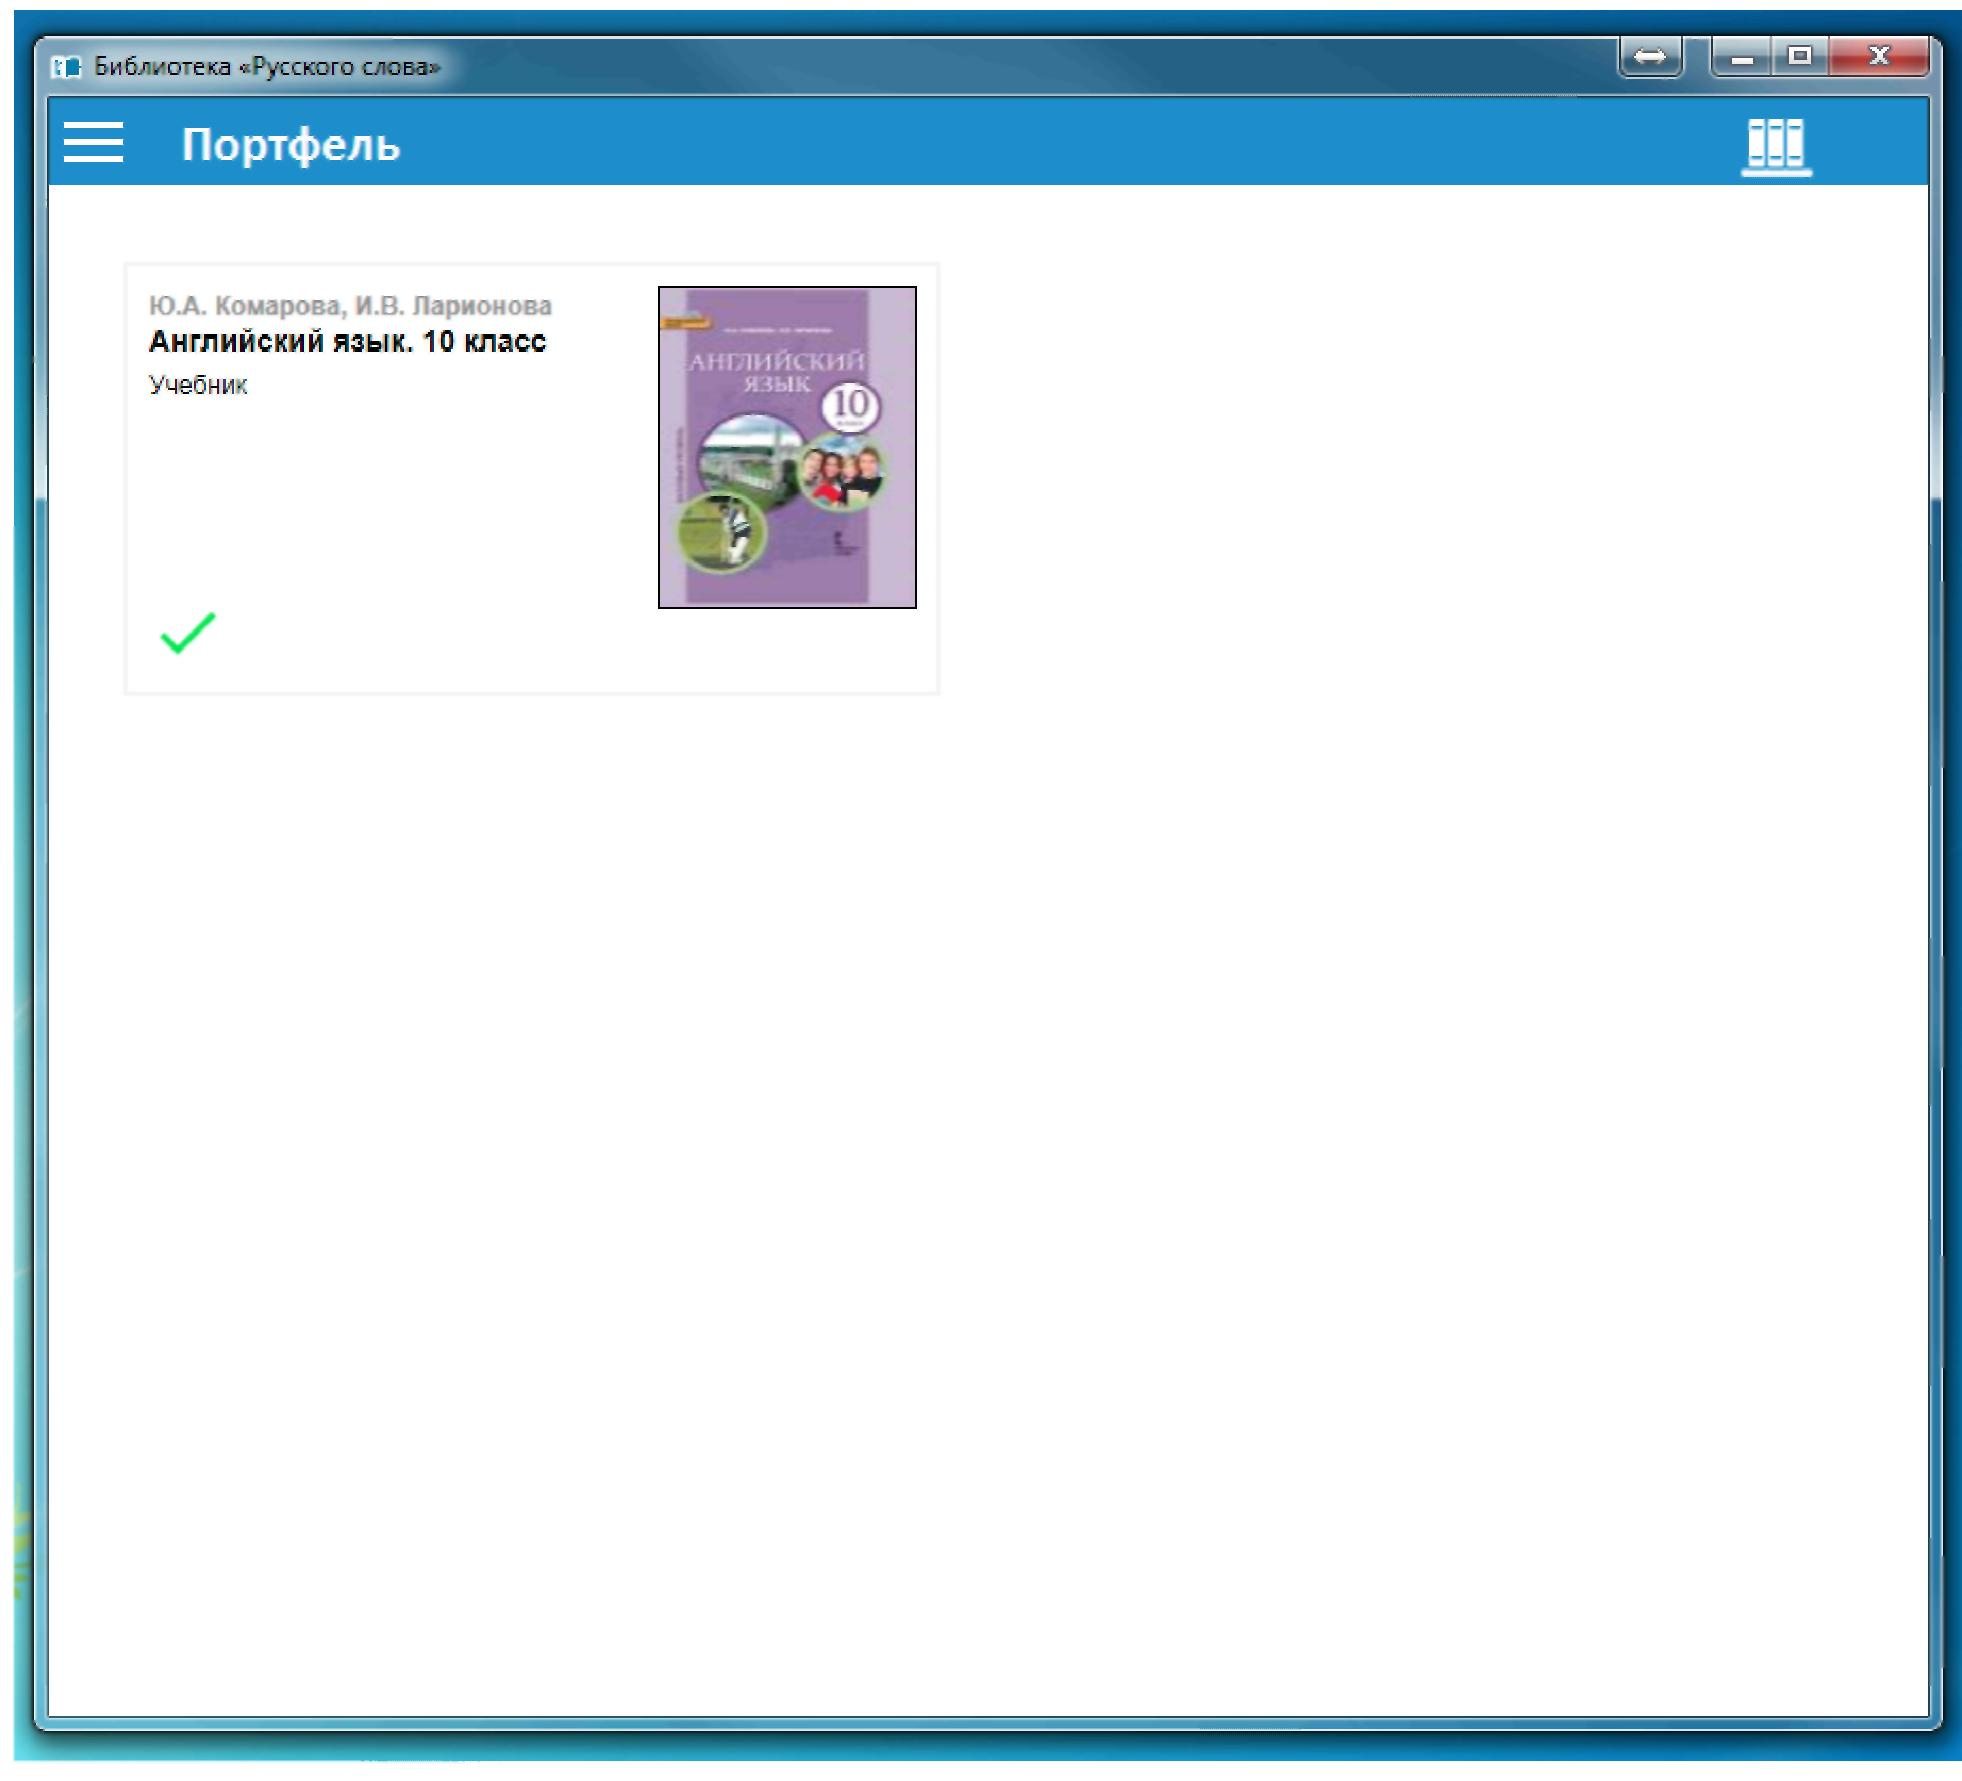 Библиотека «Русского слова»
Портфель
Ю.А. Комарова, И.В. Ларионова
Английский язык. 10 класс
Учебник
АНГЛИЙСКИЙ
ЯЗЫК
10